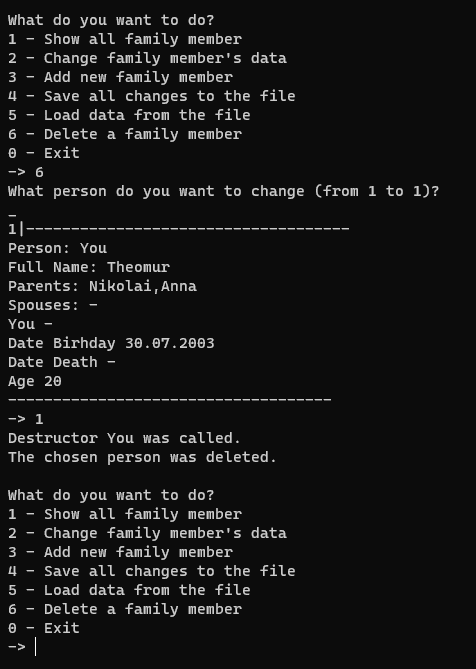 What do you want to do?
1 - Show all family member
2 - Change family member's data
3 - Add new family member
4 - Save all changes to the file
5 - Load data from the file
6 - Delete a family member
0 - Exit
-> 6
What person do you want to change (from 1 to 1)?
_
1|------------------------------------
Person: You
Full Name: Theomur
Parents: Nikolai,Anna
Spouses: -
You -
Date Birhday 30.07.2003
Date Death -
Age 20
------------------------------------
-> 1
Destructor You was called.
The chosen person was deleted.
What do you want to do?
1 - Show all family member
2 - Change family member's data
3 - Add new family member
4 - Save all changes to the file
5 - Load data from the file
6 - Delete a family member
0 - Exit
->